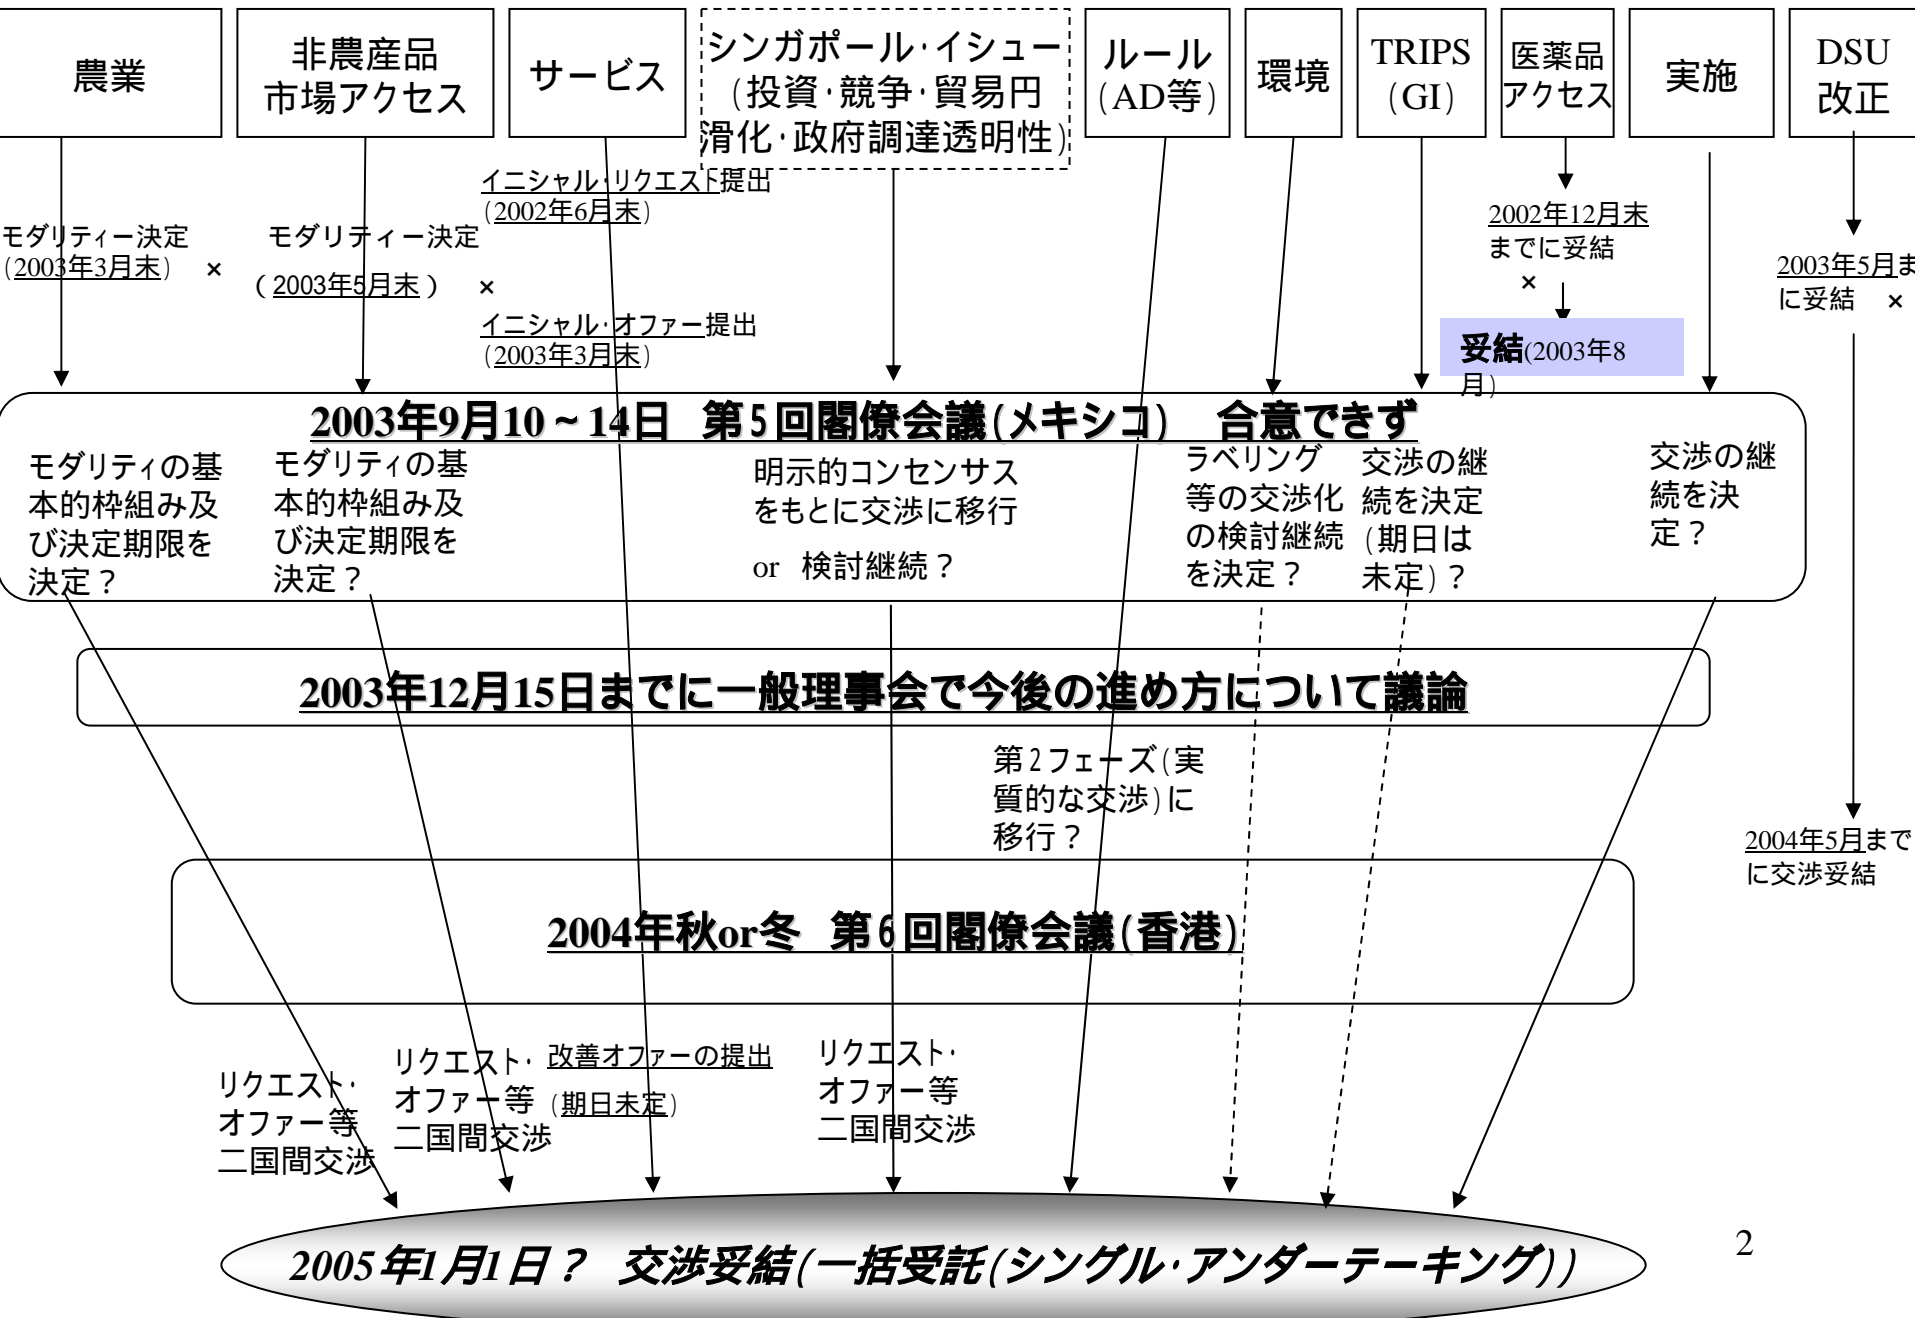 農業
非農産品
市場アクセス
サービス
シンガポール・イシュー
(投資・競争・貿易円
滑化・政府調達透明性)
ルール
(AD等)
環境
TRIPS
(GI)
医薬品
アクセス
実施
DSU
改正
モダリティー決定
(2003年3月末) ×
モダリティー決定
(2003年5月末) ×
イニシャル・リクエスト提出
(2002年6月末)
イニシャル・オファー提出
(2003年3月末)
2002年12月末
までに妥結
×
妥結(2003年8
月)
2003年5月ま
に妥結 ×
2003年9月10~14日 第5回閣僚会議(メキシコ) 合意できず
モダリティの基
本的枠組み及
び決定期限を
決定?
モダリティの基
本的枠組み及
び決定期限を
決定?
明示的コンセンサス
をもとに交渉に移行
or 検討継続?
ラベリング
等の交渉化
の検討継続
を決定?
交渉の継
続を決定
(期日は
未定)?
交渉の継
続を決
定?
2003年12月15日までに一般理事会で今後の進め方について議論
第2フェーズ(実
質的な交渉)に
移行?
2004年5月まで
に交渉妥結
2004年秋or冬 第6回閣僚会議(香港)
リクエスト・
オファー等
二国間交渉
リクエスト・
オファー等
二国間交渉
改善オファーの提出
(期日未定)
リクエスト・
オファー等
二国間交渉
2005年1月1日? 交渉妥結(一括受託(シングル・アンダーテーキング))
2